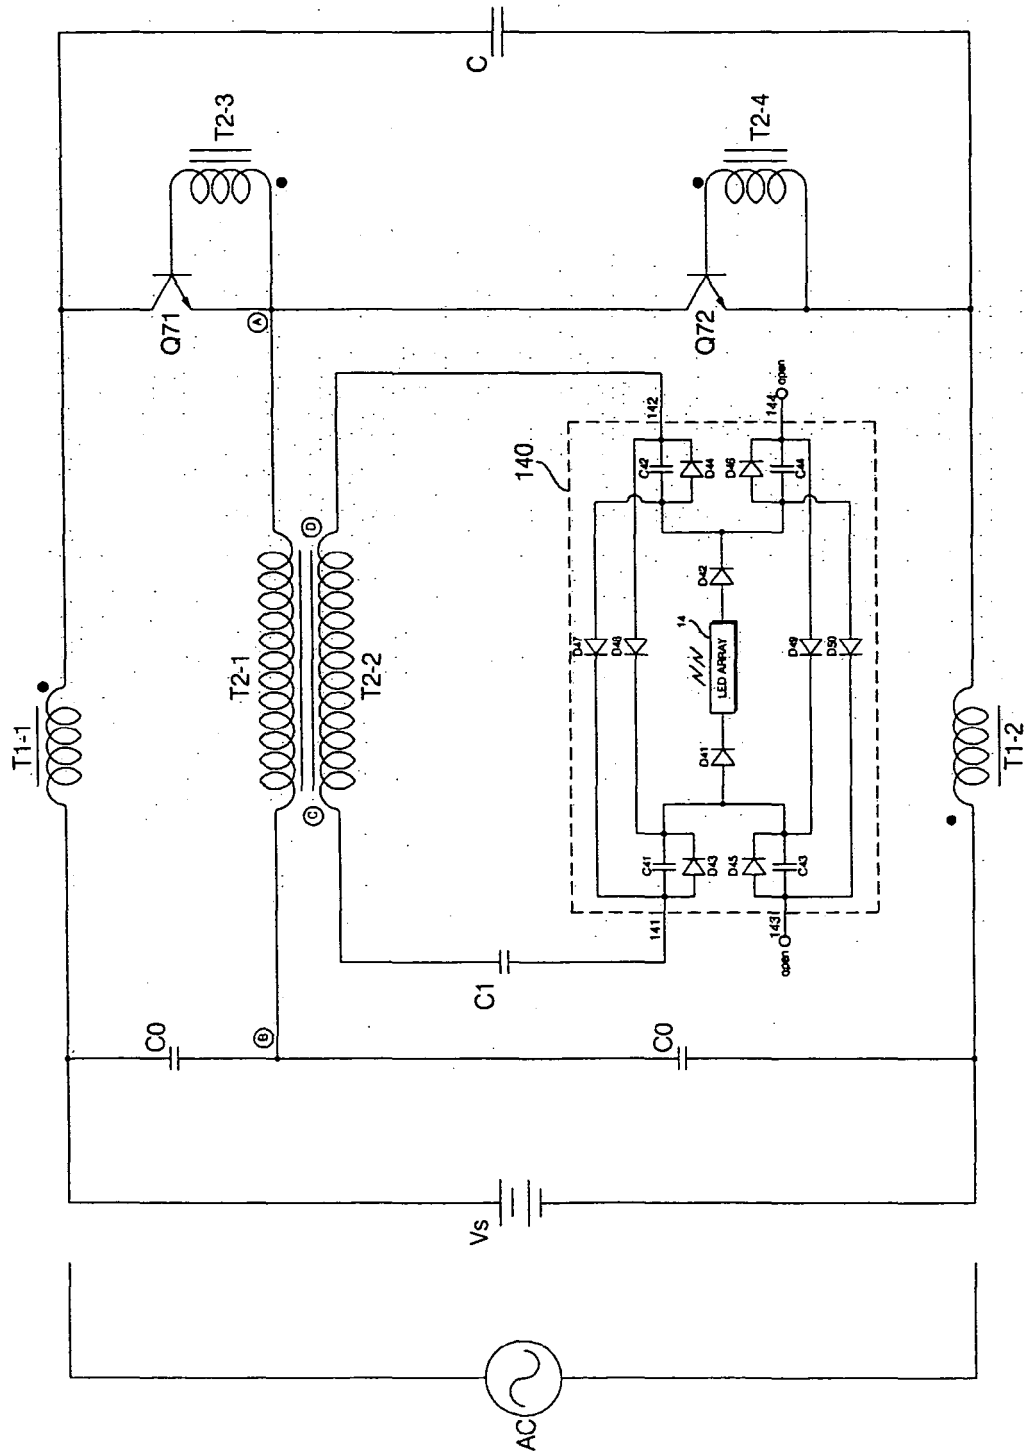 AC
Vs
C0
C0
B
T1-1
T1-2
C1
C
D
T2-1
T2-2
A
Q71
Q72
T2-3
T2-4
C
140
141
142
143
144
open
open
C41
D43
D45
C43
D47
D48
D49
D50
D41
14
LED ARRAY
D42
C42
D44
D46
C44